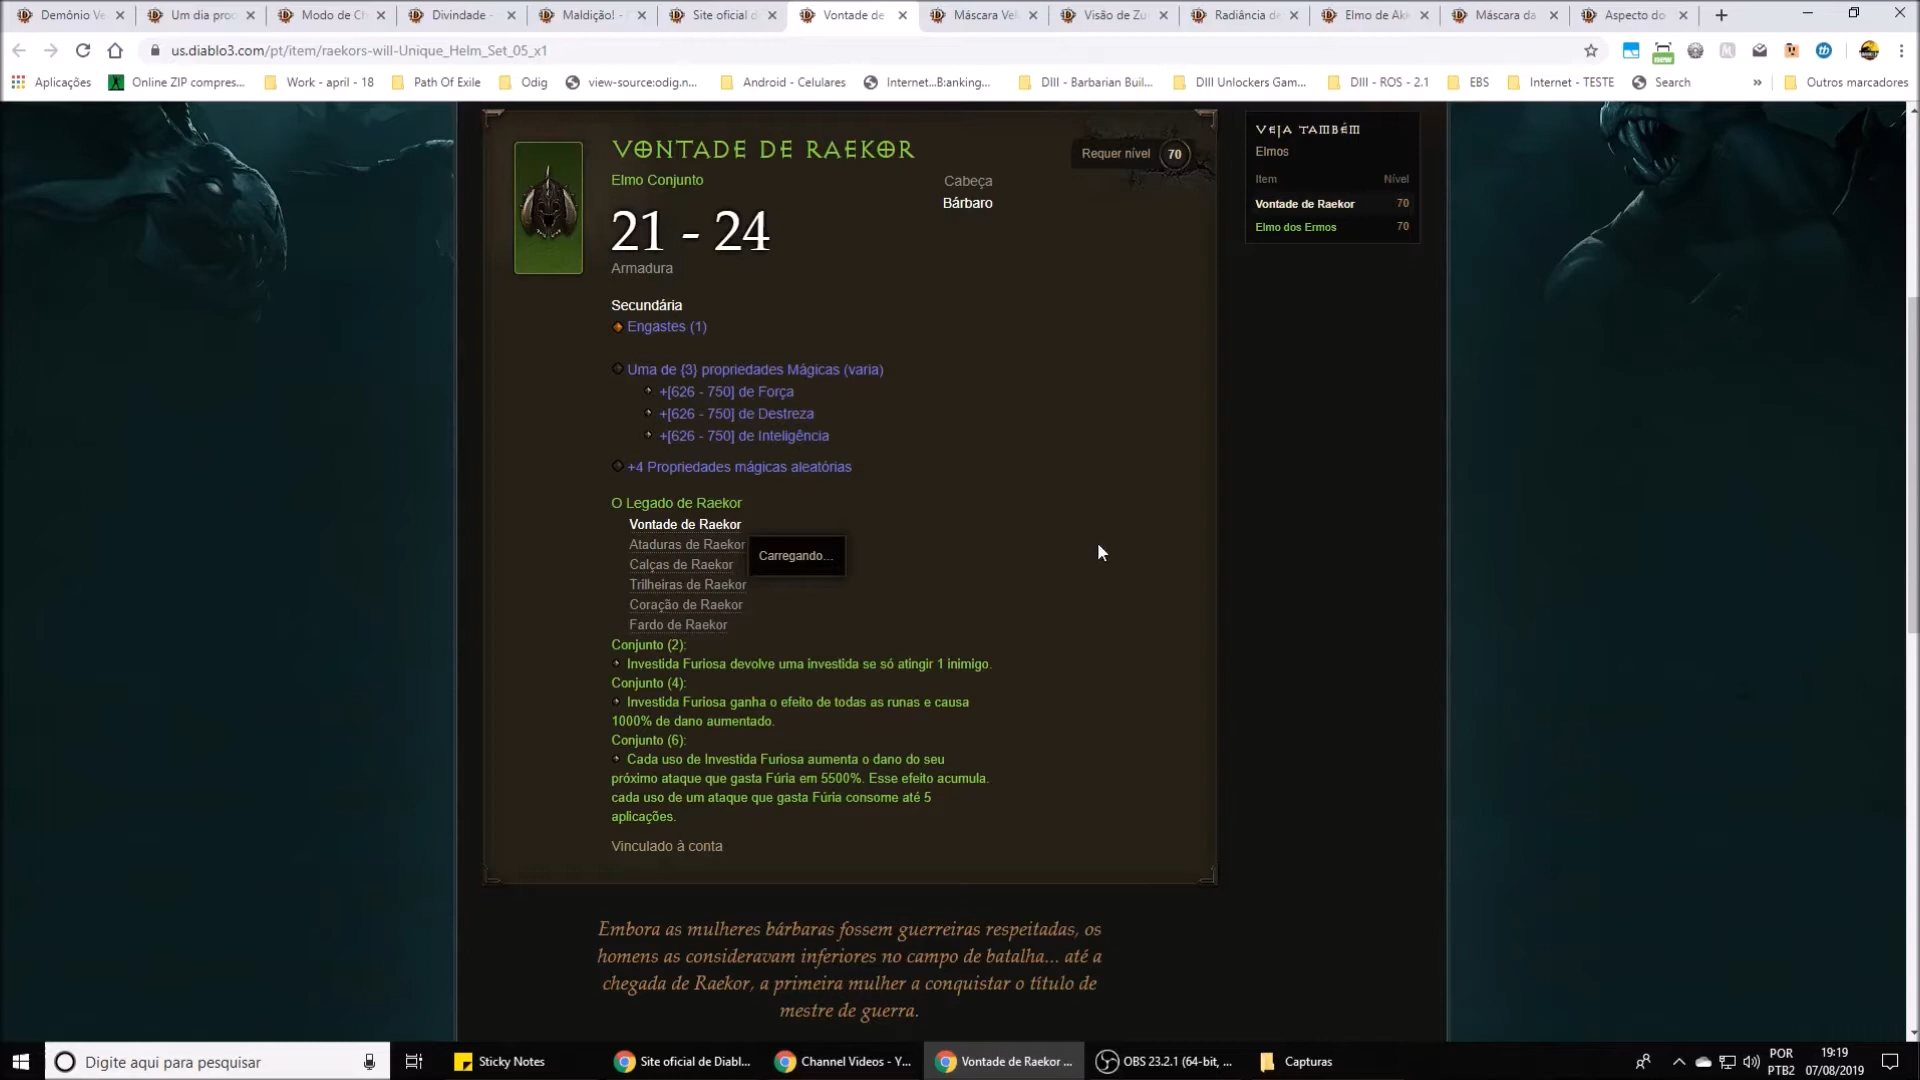 Demônio Ve
Um dia pro
Modo de Ch
Divindade -
Maldição! -
Site oficial d
Vontade de
Máscara Vel
Visão de Zu
Radiância de
Elmo de Ak
Máscara da
Aspecto do
us.diablo3.com/pt/item/raekors-will-Unique_Helm_Set_05_x1
Aplicações
Online ZIP compres...
Work - april - 18
Path Of Exile
Odig
view-source:odig.n...
Android - Celulares
Internet...B:anking...
DIII - Barbarian Buil...
DIII Unlockers Gam...
DIII - ROS - 2.1
EBS
Internet - TESTE
Search
»
Outros marcadores
VONTADE DE RAEKOR
Requer nível 70
Elmo Conjunto
Cabeça
Bárbaro
21 - 24
Armadura
Secundária
Engastes (1)
Uma de {3} propriedades Mágicas (varia)
+[626 - 750] de Força
+[626 - 750] de Destreza
+[626 - 750] de Inteligência
+4 Propriedades mágicas aleatórias
O Legado de Raekor
Vontade de Raekor
Ataduras de Raekor
Carregando...
Calças de Raekor
Trilheiras de Raekor
Coração de Raekor
Fardo de Raekor
Conjunto (2):
Investida Furiosa devolve uma investida se só atingir 1 inimigo.
Conjunto (4):
Investida Furiosa ganha o efeito de todas as runas e causa
1000% de dano aumentado.
Conjunto (6):
Cada uso de Investida Furiosa aumenta o dano do seu
próximo ataque que gasta Fúria em 5500%. Esse efeito acumula.
cada uso de um ataque que gasta Fúria consome até 5
aplicações.
Vinculado à conta
Embora as mulheres bárbaras fossem guerreiras respeitadas, os
homens as consideravam inferiores no campo de batalha... até a
chegada de Raekor, a primeira mulher a conquistar o título de
mestre de guerra.
VEJA TAMBÉM
Elmos
Item Nível
Vontade de Raekor 70
Elmo dos Ermos 70
Digite aqui para pesquisar
Sticky Notes
Site oficial de Diabl...
Channel Videos - Y...
Vontade de Raekor ...
OBS 23.2.1 (64-bit, ...
Capturas
POR
PTB2
19:19
07/08/2019